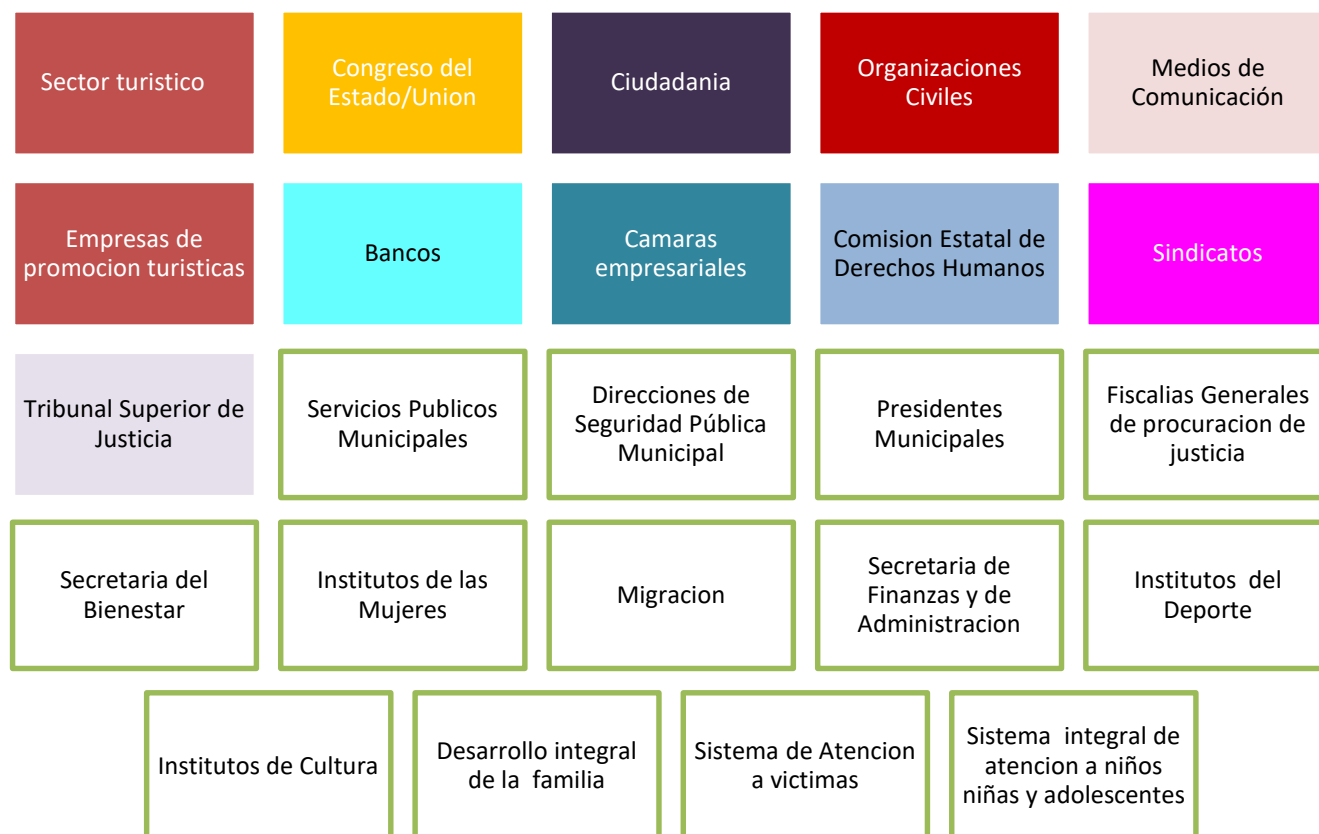 Sector turistico
Congreso del
Estado/Union
Ciudadania
Organizaciones
Civiles
Medios de
Comunicación
Empresas de
promocion turisticas
Bancos
Camaras
empresariales
Comision Estatal de
Derechos Humanos
Sindicatos
Tribunal Superior de
Justicia
Servicios Publicos
Municipales
Direcciones de
Seguridad Pública
Municipal
Presidentes
Municipales
Fiscalias Generales
de procuracion de
justicia
Secretaria del
Bienestar
Institutos de las
Mujeres
Migracion
Secretaria de
Finanzas y de
Administracion
Institutos del
Deporte
Institutos de Cultura
Desarrollo integral
de la familia
Sistema de Atencion
a victimas
Sistema integral de
atencion a niños
niñas y adolescentes